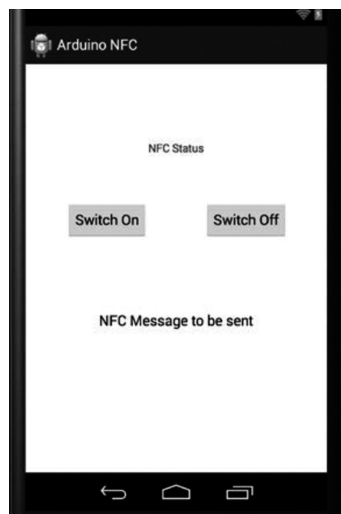 Arduino NFC
NFC Status
Switch On
Switch Off
NFC Message to be sent